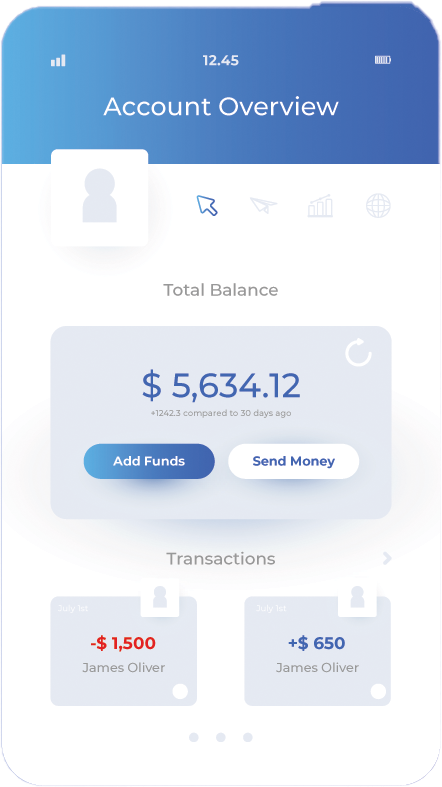 12.45
Account Overview
Total Balance
$ 5,634.12
+1242.3 compared to 30 days ago
Add Funds
Send Money
Transactions
July 1st
-$ 1,500
James Oliver
July 1st
+$ 650
James Oliver